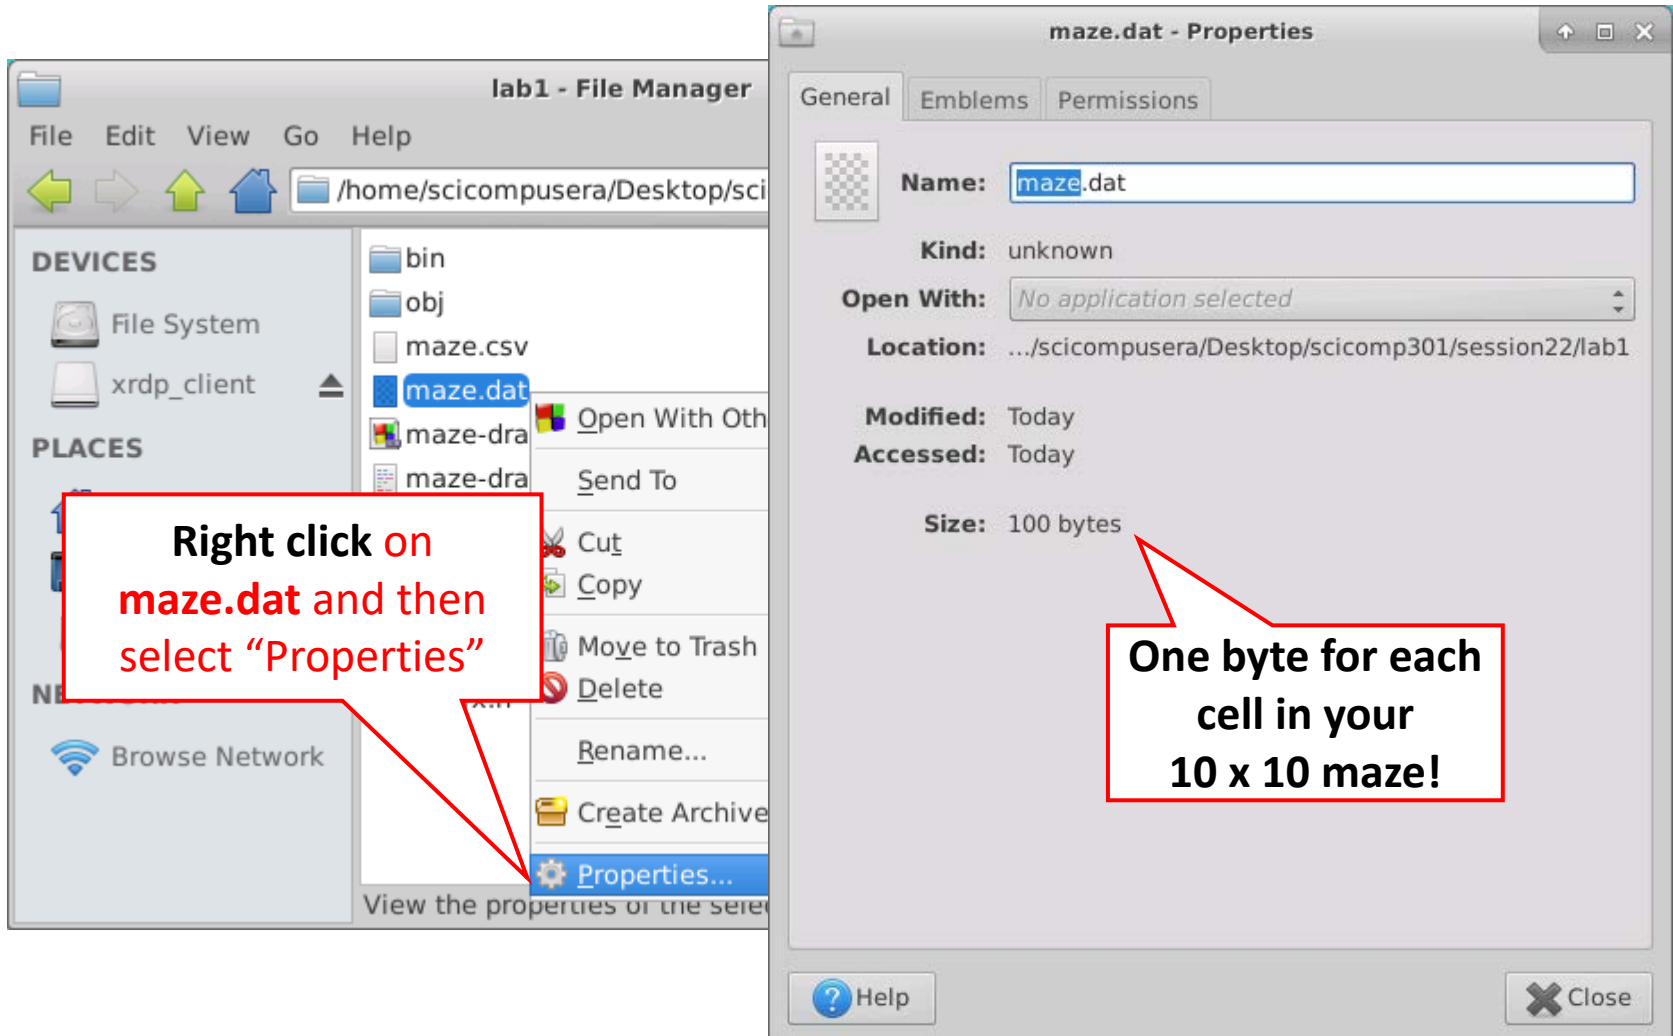 lab1 - File Manager
File Edit View Go Help
/home/scicompusera/Desktop/sci
DEVICES
File System
xrdp_client
PLACES
Browse Network
bin
obj
maze.csv
maze.dat
maze-dra
maze-dra
Open With Oth
Send To
Cut
Copy
Move to Trash
Delete
Rename...
Create Archive
Properties...
View the properties of the sele
Right click on
maze.dat and then
select “Properties”
maze.dat - Properties
General Emblems Permissions
Name: maze.dat
Kind: unknown
Open With: No application selected
Location: .../scicompusera/Desktop/scicomp301/session22/lab1
Modified: Today
Accessed: Today
Size: 100 bytes
One byte for each
cell in your
10 x 10 maze!
Help
Close